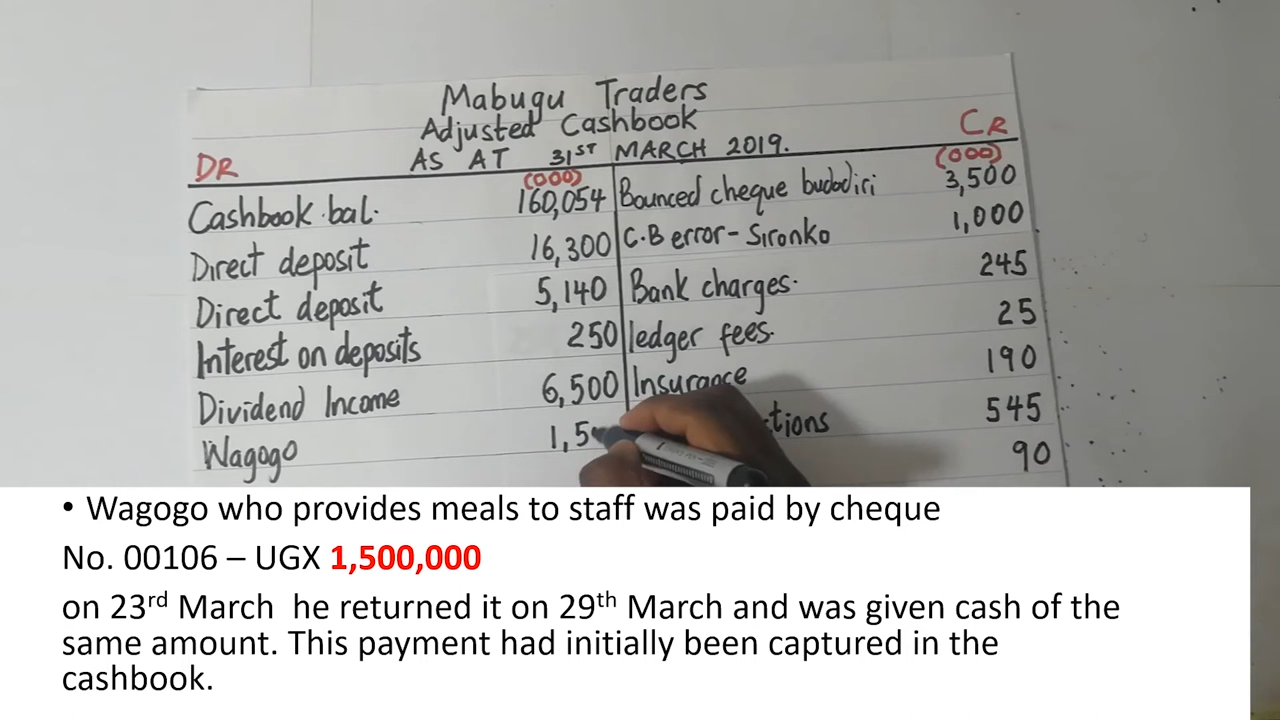 Mabugu Traders
Adjusted Cashbook
DR AS AT 31ST MARCH 2019. CR
(000) (000)
Cashbook bal. 160,054 Bounced cheque budadiri 3,500
Direct deposit 16,300 C.B error - Sironko 1,000
Direct deposit 5,140 Bank charges. 245
Interest on deposits 250 ledger fees. 25
Dividend Income 6,500 Insurance 190
Wagogo 1,5 545
90
• Wagogo who provides meals to staff was paid by cheque
No. 00106 – UGX 1,500,000
on 23rd March he returned it on 29th March and was given cash of the
same amount. This payment had initially been captured in the
cashbook.